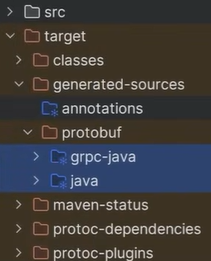 src
target
classes
generated-sources
annotations
protobuf
grpc-java
java
maven-status
protoc-dependencies
protoc-plugins